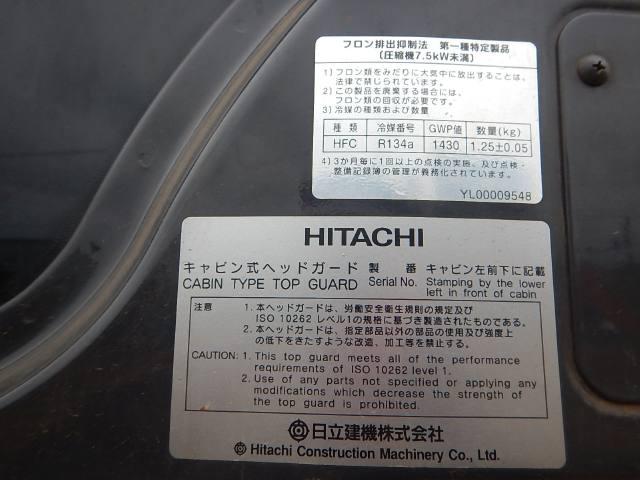 フロン排出抑制法 第一種特定製品
(圧縮機7.5kW未満)
1)フロン類をみだりに大気中に放出することは、
法律で禁じられています。
2)この製品を廃棄する場合には、
フロン類の回収が必要です。
3)冷媒の種類および数量
種類 冷媒番号 GWP値 数量(kg)
HFC R134a 1430 1.25±0.05
4)3か月毎に1回以上の点検の実施、及び点検・
整備記録簿の管理が義務化されています。
YL00009548
HITACHI
キャビン式ヘッドガード 製番 キャビン左前下に記載
CABIN TYPE TOP GUARD Serial No. Stamping by the lower
left in front of cabin
注意 1. 本ヘッドガードは、労働安全衛生規則の規定及び
ISO 10262 レベル1の規格に基づき製造されたものである。
2. 本ヘッドガードは、指定部品以外の部品の使用及び強度上
の低下をきたすような改造、加工等を禁止する。
CAUTION: 1. This top guard meets all of the performance
requirements of ISO 10262 level 1.
2. Use of any parts not specified or applying any
modifications which decrease the strength of
the top guard is prohibited.
日立建機株式会社
Hitachi Construction Machinery Co., Ltd.